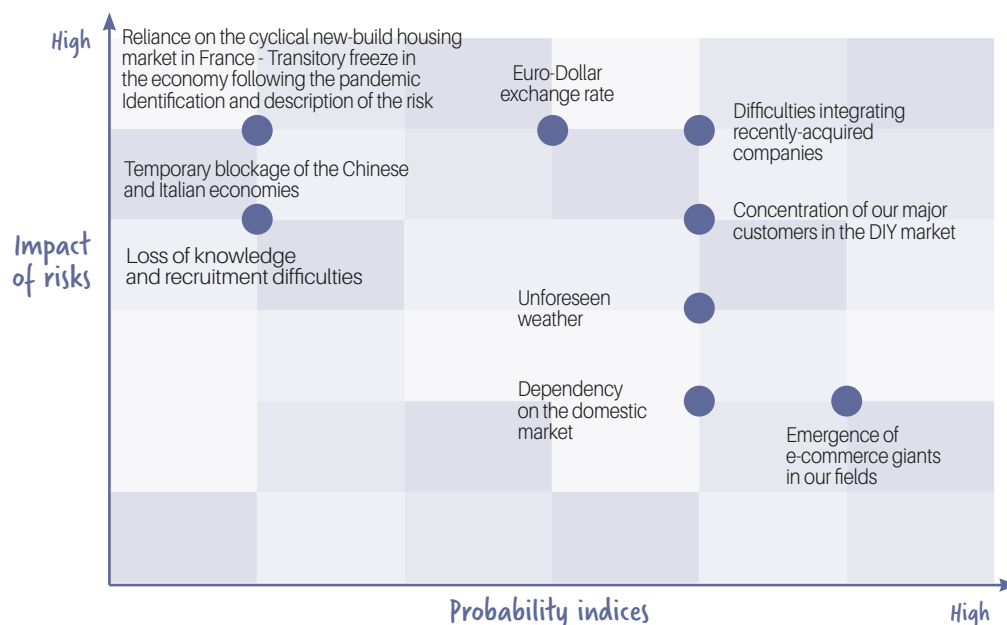 High
Reliance on the cyclical new-build housing
market in France - Transitory freeze in
the economy following the pandemic
Identification and description of the risk
Euro-Dollar
exchange rate
Difficulties integrating
recently-acquired
companies
Temporary blockage of the Chinese
and Italian economies
Concentration of our major
customers in the DIY market
Impact
of risks
Loss of knowledge
and recruitment difficulties
Unforeseen
weather
Dependency
on the domestic
market
Emergence of
e-commerce giants
in our fields
Probability indices
High